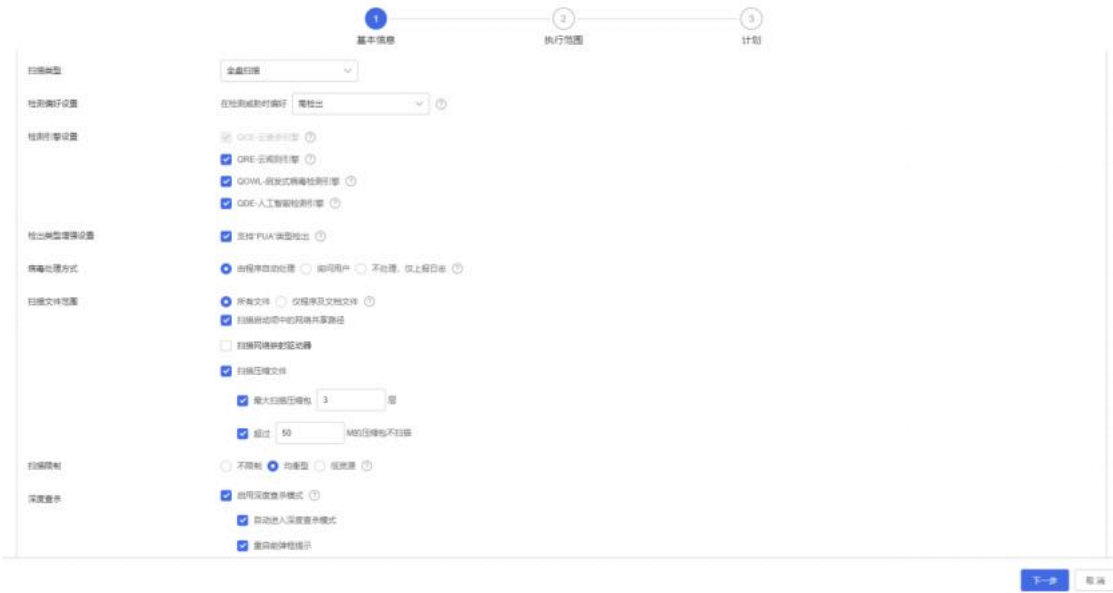 1 2 3
基本信息 执行范围 计划
扫描类型 全盘扫描
检测偏好设置 在检测威胁时偏好 高检出
检测引擎设置 QCE-云查杀引擎
QRE-云规则引擎
QOWL-启发式病毒检测引擎
QDE-人工智能检测引擎
检出类型增强设置 支持"PUA"类型检出
病毒处理方式 由程序自动处理 询问用户 不处理，仅上报日志
扫描文件范围 所有文件 仅程序及文档文件
扫描启动项中的网络共享路径
扫描网络映射驱动器
扫描压缩文件
最大扫描压缩包 3 层
超过 50 M的压缩包不扫描
扫描限制 不限制 均衡型 低资源
深度查杀 启用深度查杀模式
自动进入深度查杀模式
重启前弹框提示
下一步 取消